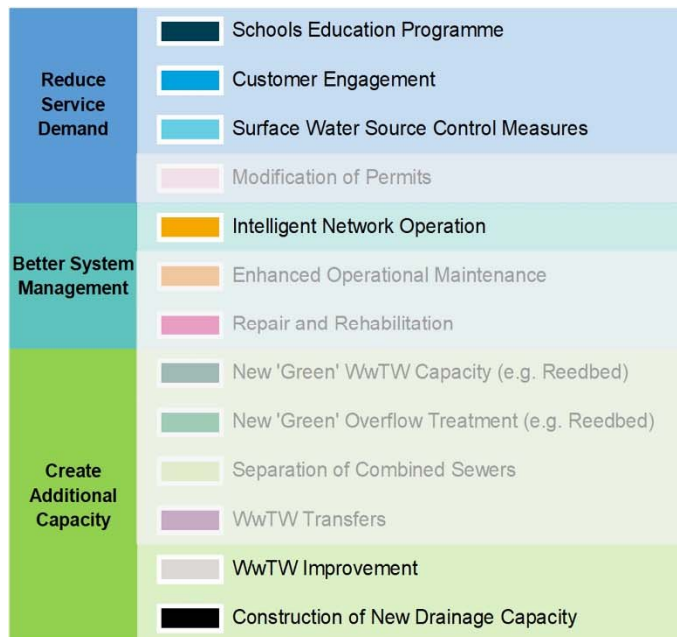 Reduce
Service
Demand
Schools Education Programme
Customer Engagement
Surface Water Source Control Measures
Modification of Permits
Better System
Management
Intelligent Network Operation
Enhanced Operational Maintenance
Repair and Rehabilitation
Create
Additional
Capacity
New 'Green' WwTW Capacity (e.g. Reedbed)
New 'Green' Overflow Treatment (e.g. Reedbed)
Separation of Combined Sewers
WwTW Transfers
WwTW Improvement
Construction of New Drainage Capacity